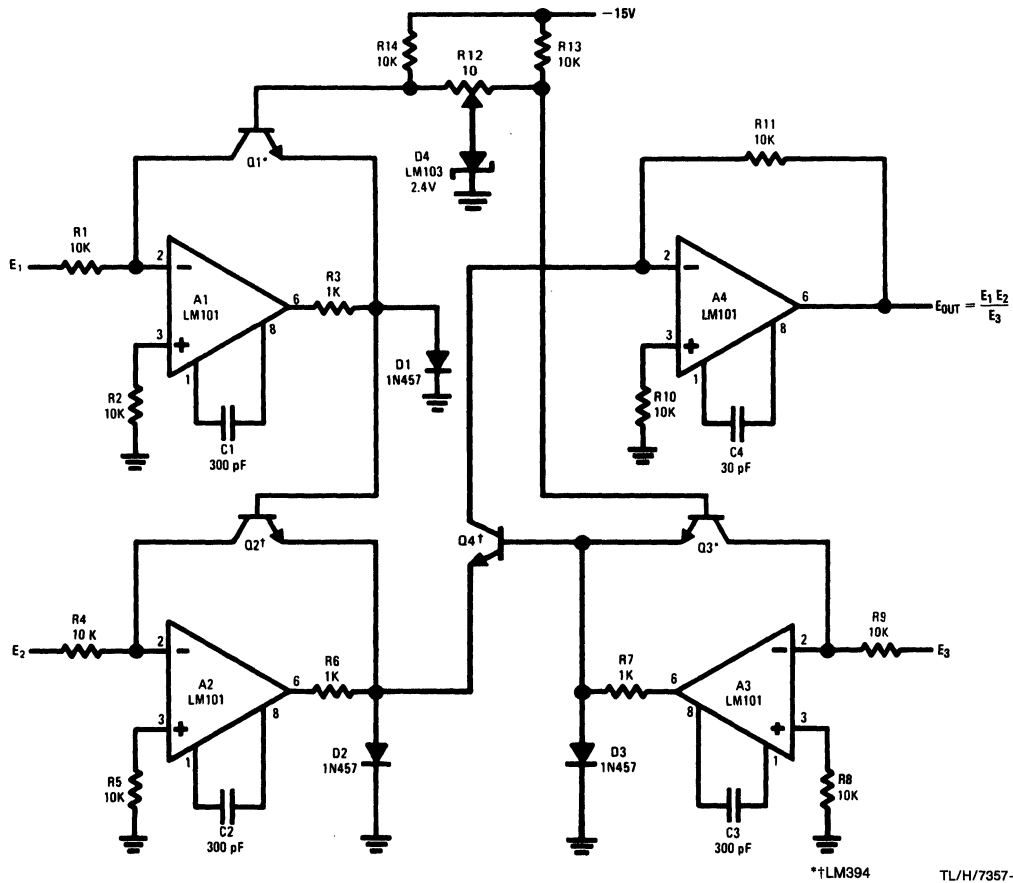 −15V
R14
10K
R12
10
R13
10K
Q1*
D4
LM103
2.4V
R11
10K
R1
10K
E1
2
−
A1
LM101
3
+
6
8
1
R3
1K
D1
1N457
R2
10K
C1
300 pF
2
−
A4
LM101
3
+
6
8
1
EOUT = E1 E2
E3
R10
10K
C4
30 pF
Q2†
Q4†
Q3*
R4
10 K
E2
2
−
A2
LM101
3
+
6
8
1
R6
1K
D2
1N457
R5
10K
C2
300 pF
R7
1K
D3
1N457
6
A3
LM101
2
−
8
+
3
1
R9
10K
E3
R8
10K
C3
300 pF
*†LM394
TL/H/7357-